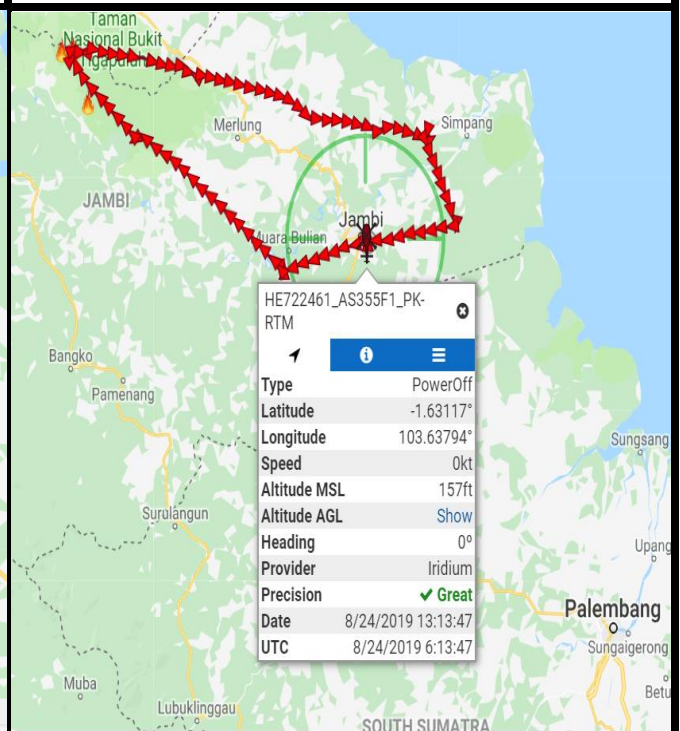 Taman
Nasional Bukit
Merlung
Simpang
JAMBI
Jambi
Muara Bulian
HE722461_AS355F1_PK-
RTM
Type PowerOff
Latitude -1.63117°
Longitude 103.63794°
Speed 0kt
Altitude MSL 157ft
Altitude AGL Show
Heading 0º
Provider Iridium
Precision ✔ Great
Date 8/24/2019 13:13:47
UTC 8/24/2019 6:13:47
Bangko
Pamenang
Sungsang
Surulangun
Upang
Palembang
Sungaigerong
Muba
Betu
Lubuklinggau
SOUTH SUMATRA